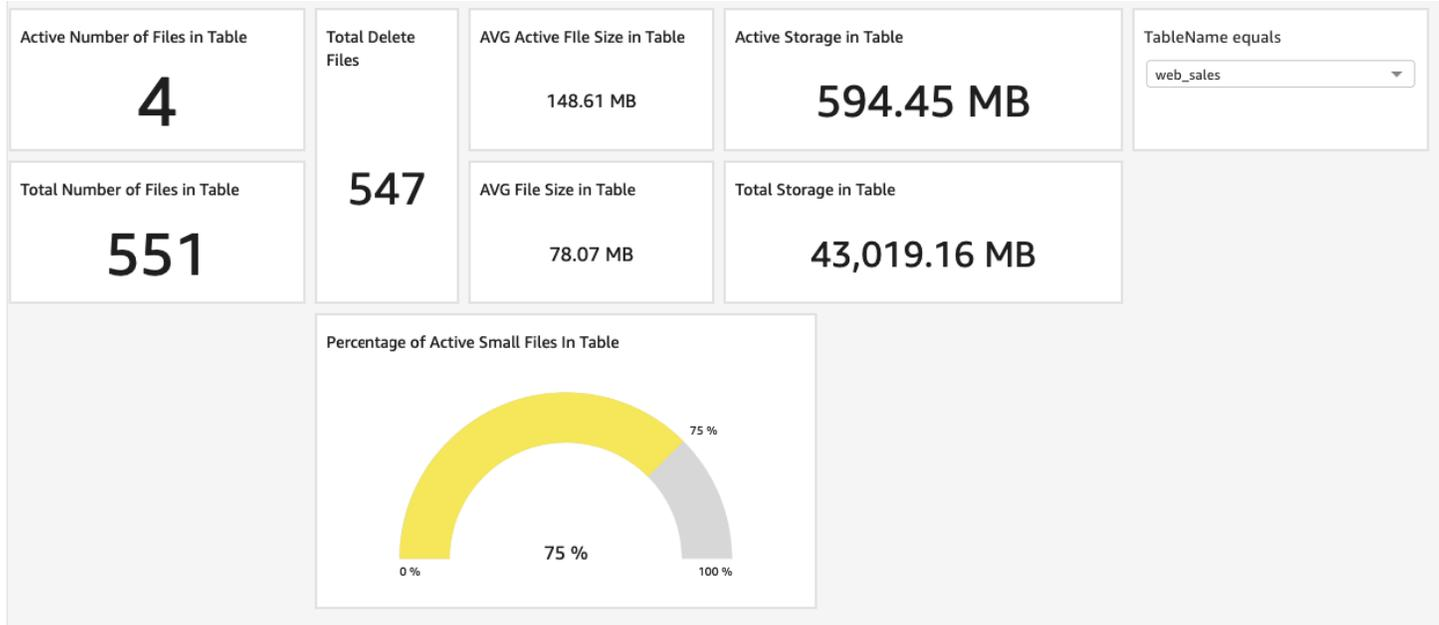 Active Number of Files in Table
4
Total Delete
Files
547
AVG Active FIle Size in Table
148.61 MB
Active Storage in Table
594.45 MB
TableName equals
web_sales
Total Number of Files in Table
551
AVG File Size in Table
78.07 MB
Total Storage in Table
43,019.16 MB
Percentage of Active Small Files In Table
75 %
75 %
0 %
100 %